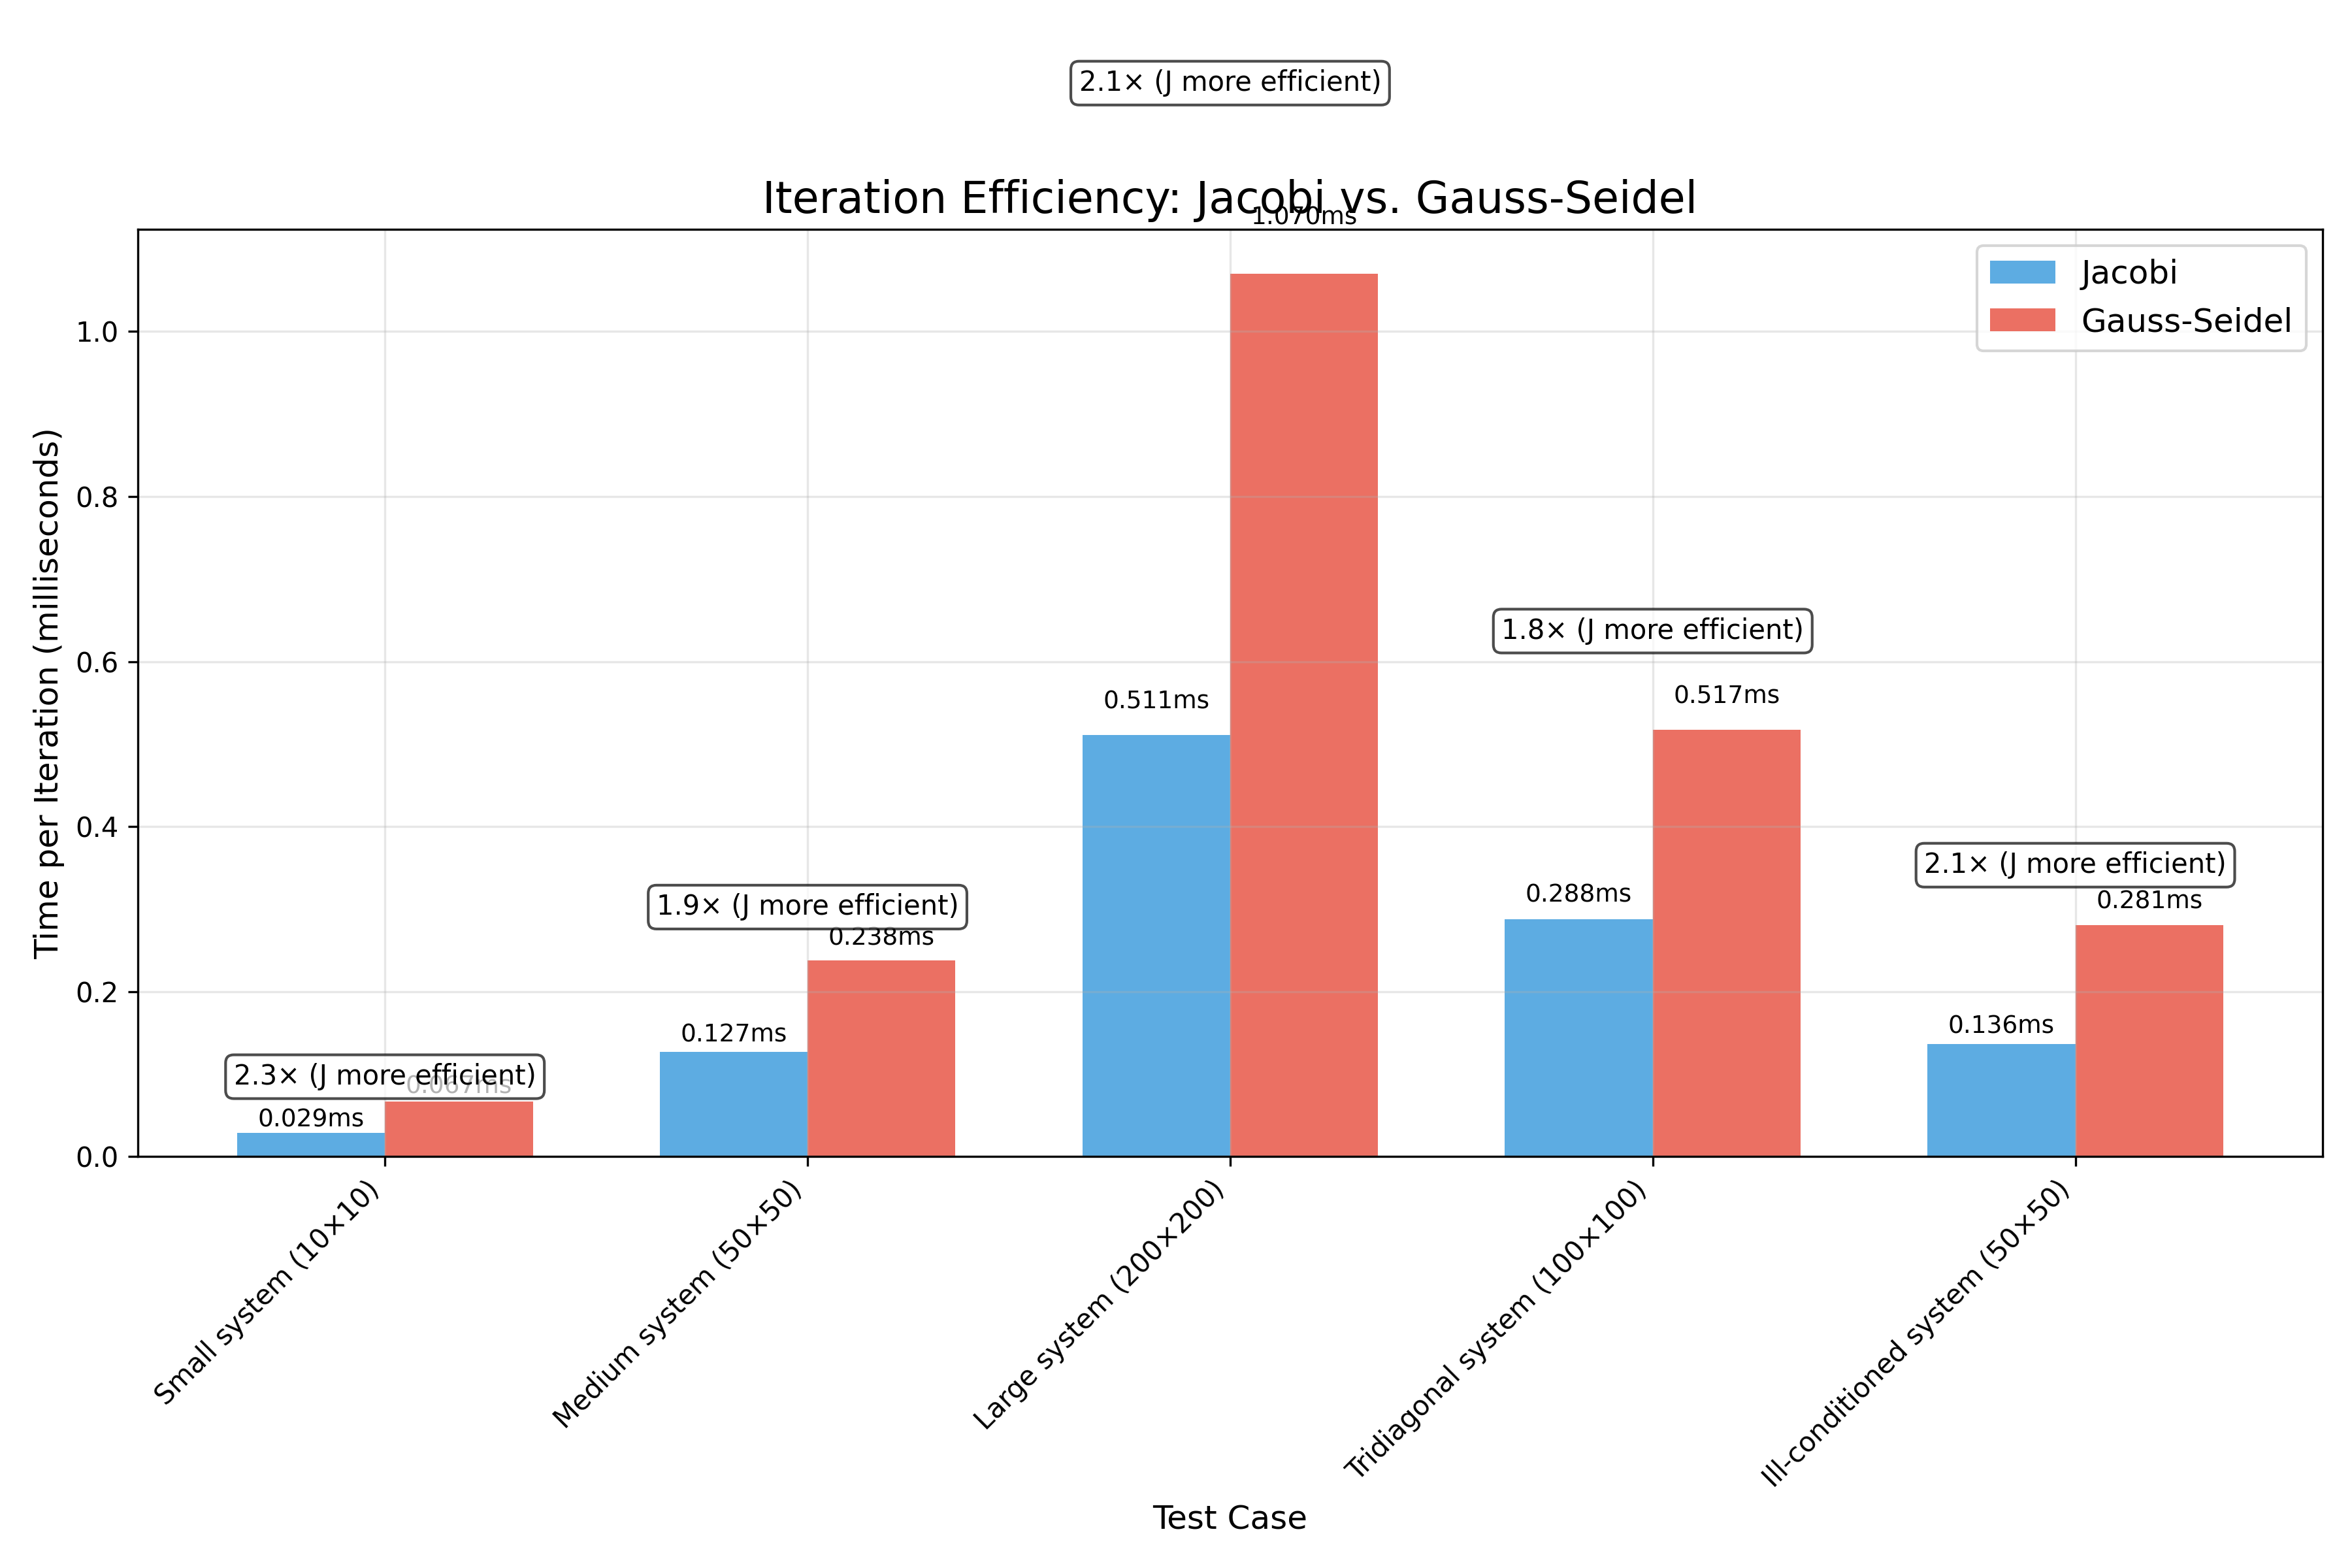 2.1× (J more efficient)
Iteration Efficiency: Jacobi vs. Gauss-Seidel
1.070ms
Jacobi
Gauss-Seidel
Time per Iteration (milliseconds)
1.0
0.8
0.6
0.4
0.2
0.0
1.8× (J more efficient)
0.511ms
0.517ms
2.1× (J more efficient)
0.288ms
0.281ms
1.9× (J more efficient)
0.238ms
0.127ms
0.136ms
2.3× (J more efficient)
0.067ms
0.029ms
Small system (10×10)
Medium system (50×50)
Large system (200×200)
Tridiagonal system (100×100)
Ill-conditioned system (50×50)
Test Case